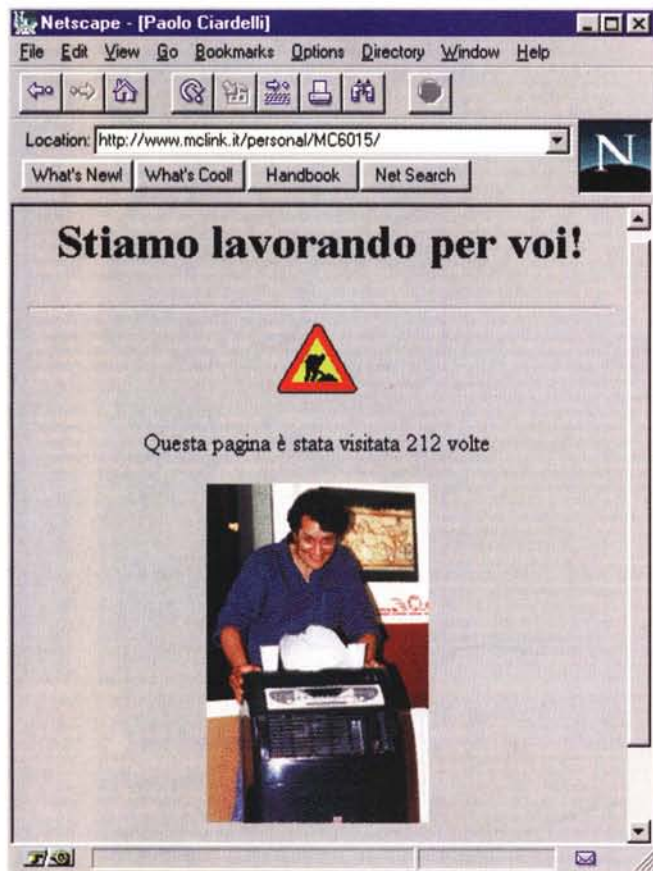 Netscape - [Paolo Ciardelli]
File Edit View Go Bookmarks Options Directory Window Help
Location: http://www.mclink.it/personal/MC6015/
N
What's New! What's Cool! Handbook Net Search
Stiamo lavorando per voi!
Questa pagina è stata visitata 212 volte